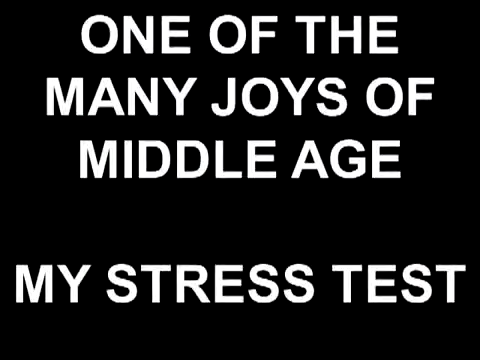 ONE OF THE
MANY JOYS OF
MIDDLE AGE
MY STRESS TEST